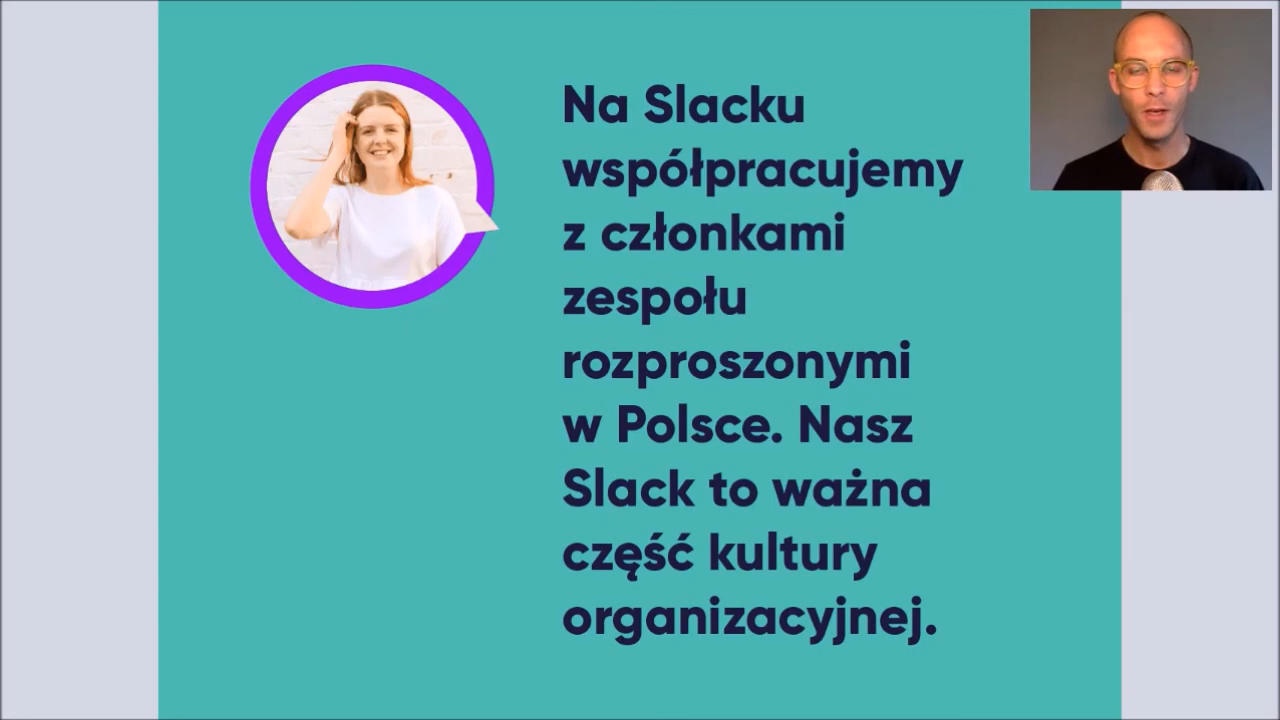 Na Slacku
współpracujemy
z członkami
zespołu
rozproszonymi
w Polsce. Nasz
Slack to ważna
część kultury
organizacyjnej.